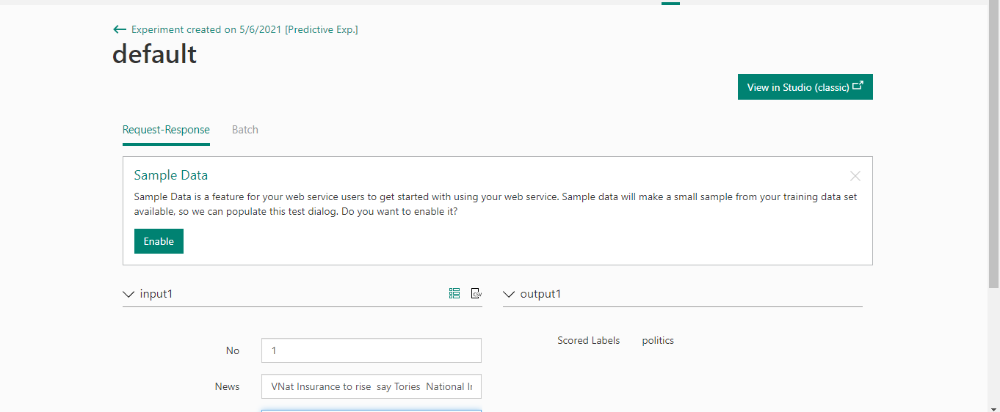 Experiment created on 5/6/2021 [Predictive Exp.]
default
View in Studio (classic)
Request-Response
Batch
Sample Data
Sample Data is a feature for your web service users to get started with using your web service. Sample data will make a small sample from your training data set
available, so we can populate this test dialog. Do you want to enable it?
Enable
input1
CSV
output1
No
1
Scored Labels
politics
News
VNat Insurance to rise say Tories National